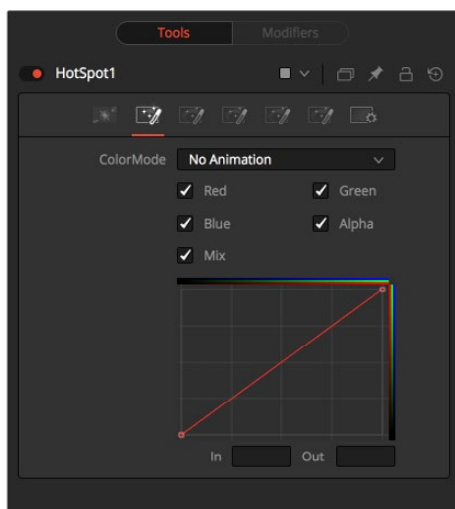 Tools Modifiers
HotSpot1
ColorMode No Animation
Red Green
Blue Alpha
Mix
In Out